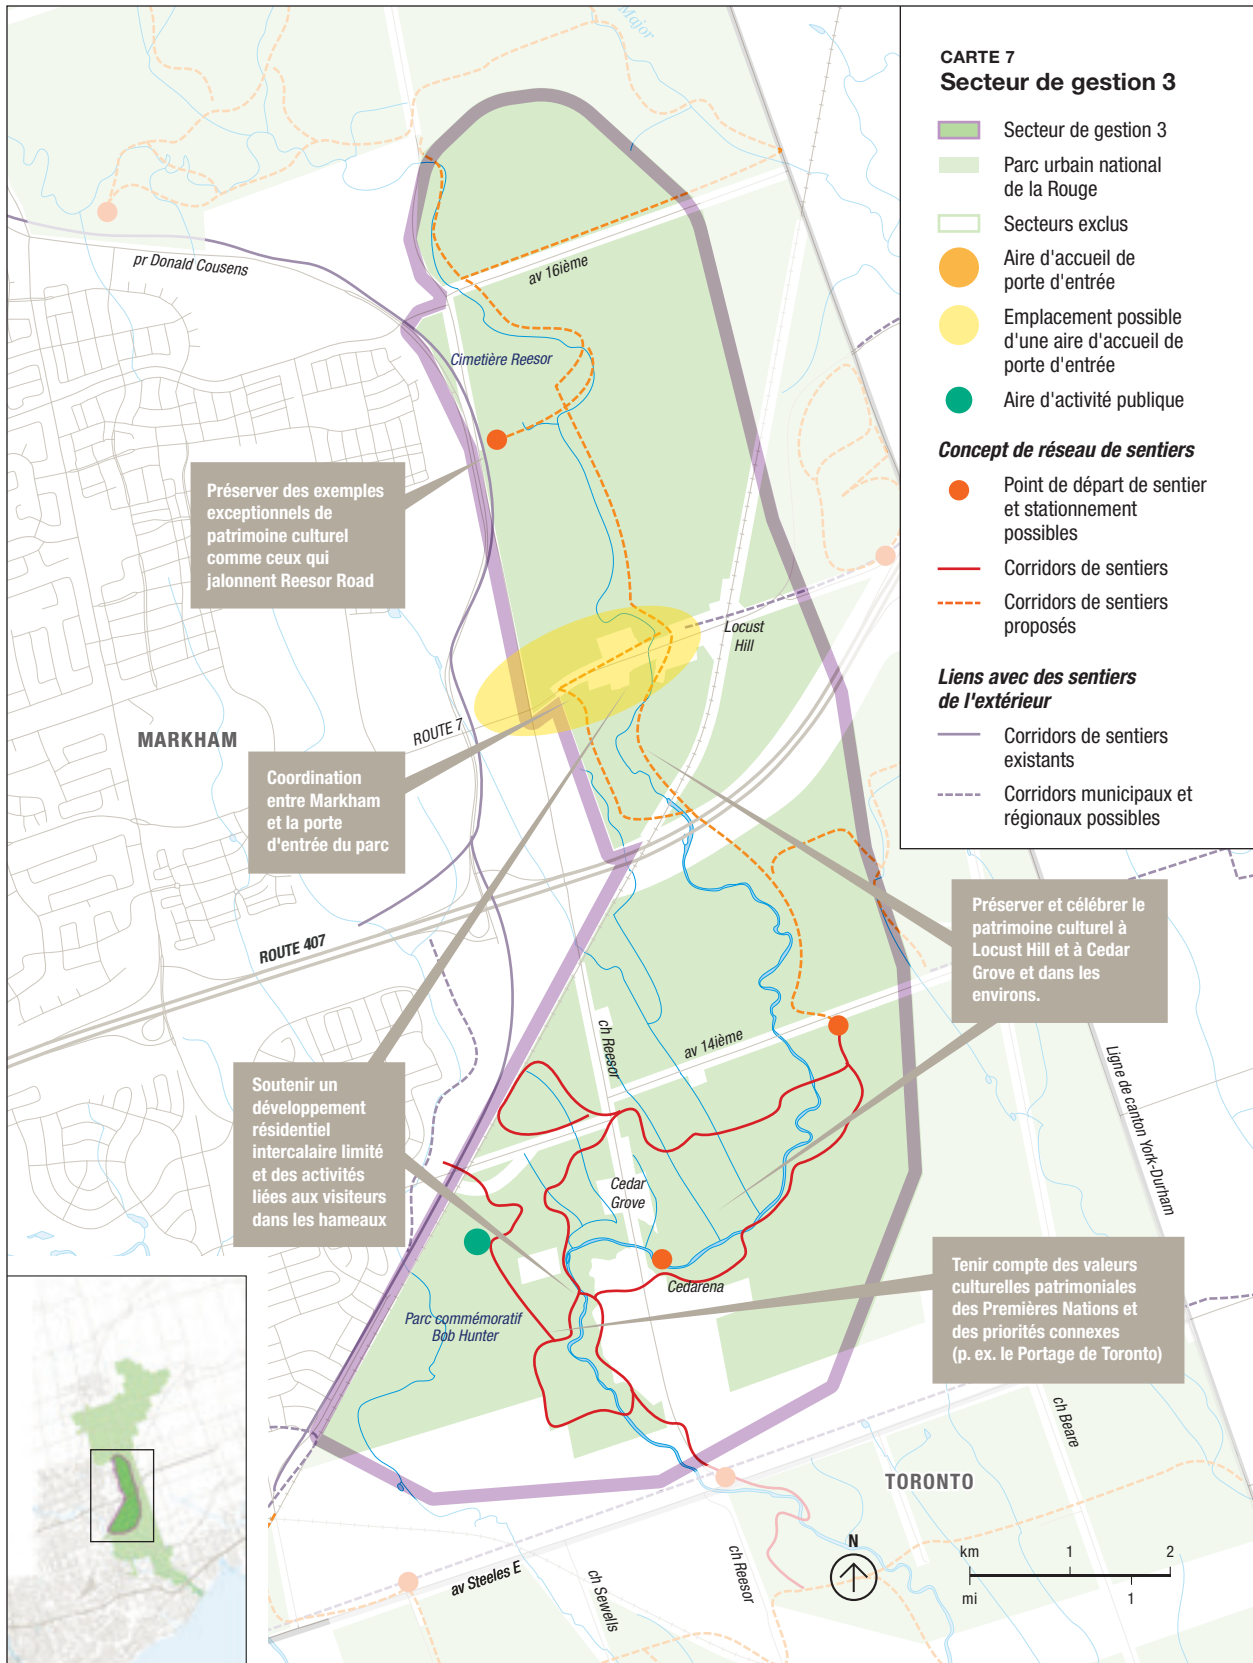 CARTE 7
Secteur de gestion 3
Secteur de gestion 3
Parc urbain national
de la Rouge
Secteurs exclus
Aire d'accueil de
porte d'entrée
Emplacement possible
d'une aire d'accueil de
porte d'entrée
Aire d'activité publique
Concept de réseau de sentiers
Point de départ de sentier
et stationnement
possibles
Corridors de sentiers
Corridors de sentiers
proposés
Liens avec des sentiers
de l'extérieur
Corridors de sentiers
existants
Corridors municipaux et
régionaux possibles
Major
pr Donald Cousens
av 16ième
Cimetière Reesor
Préserver des exemples
exceptionnels de
patrimoine culturel
comme ceux qui
jalonnent Reesor Road
Locust
Hill
MARKHAM
ROUTE 7
Coordination
entre Markham
et la porte
d'entrée du parc
ROUTE 407
Préserver et célébrer le
patrimoine culturel à
Locust Hill et à Cedar
Grove et dans les
environs.
ch Reesor
av 14ième
Ligne de canton York-Durham
Soutenir un
développement
résidentiel
intercalaire limité
et des activités
liées aux visiteurs
dans les hameaux
Cedar
Grove
Cedarena
Parc commémoratif
Bob Hunter
Tenir compte des valeurs
culturelles patrimoniales
des Premières Nations et
des priorités connexes
(p. ex. le Portage de Toronto)
ch Beare
TORONTO
av Steeles E
ch Sewells
ch Reesor
N
km 1 2
mi 1